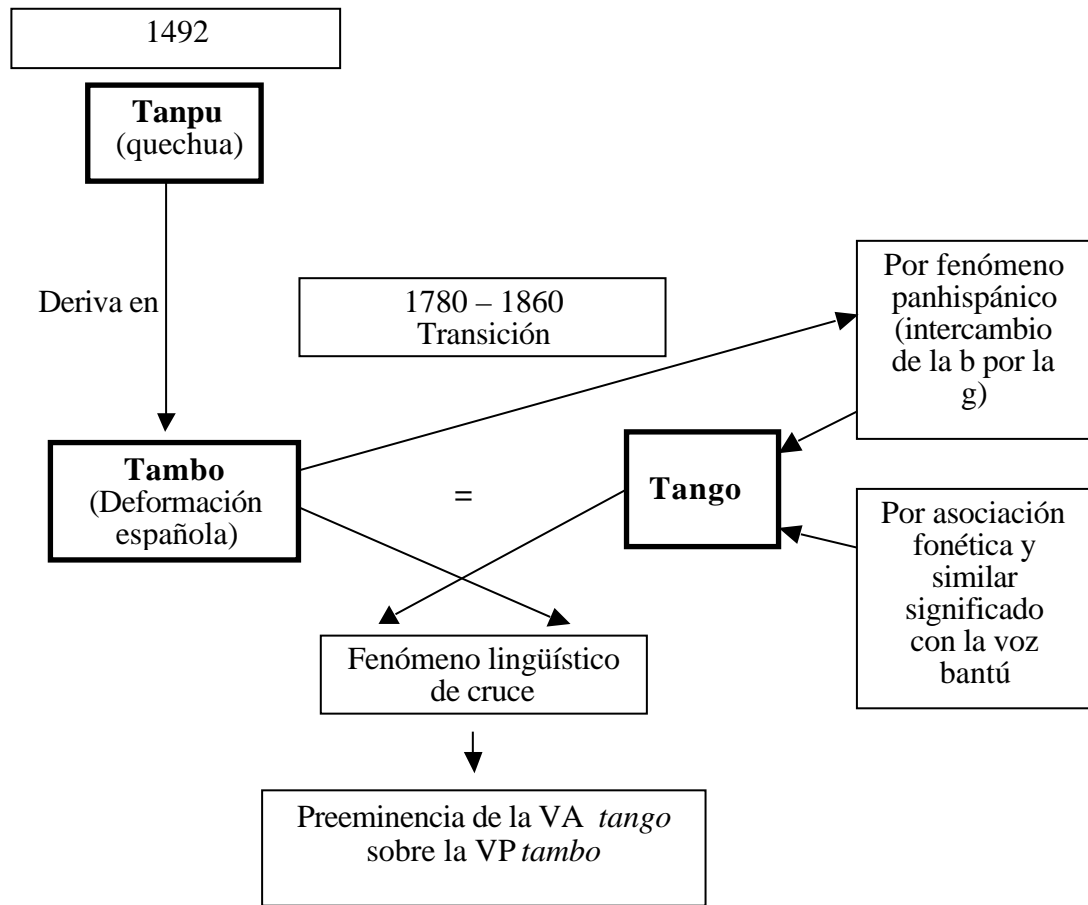 1492
Tanpu
(quechua)
Deriva en
1780 – 1860
Transición
Por fenómeno
panhispánico
(intercambio
de la b por la
g)
Tambo
(Deformación
española)
=
Tango
Por asociación
fonética y
similar
significado
con la voz
bantú
Fenómeno lingüístico
de cruce
Preeminencia de la VA tango
sobre la VP tambo